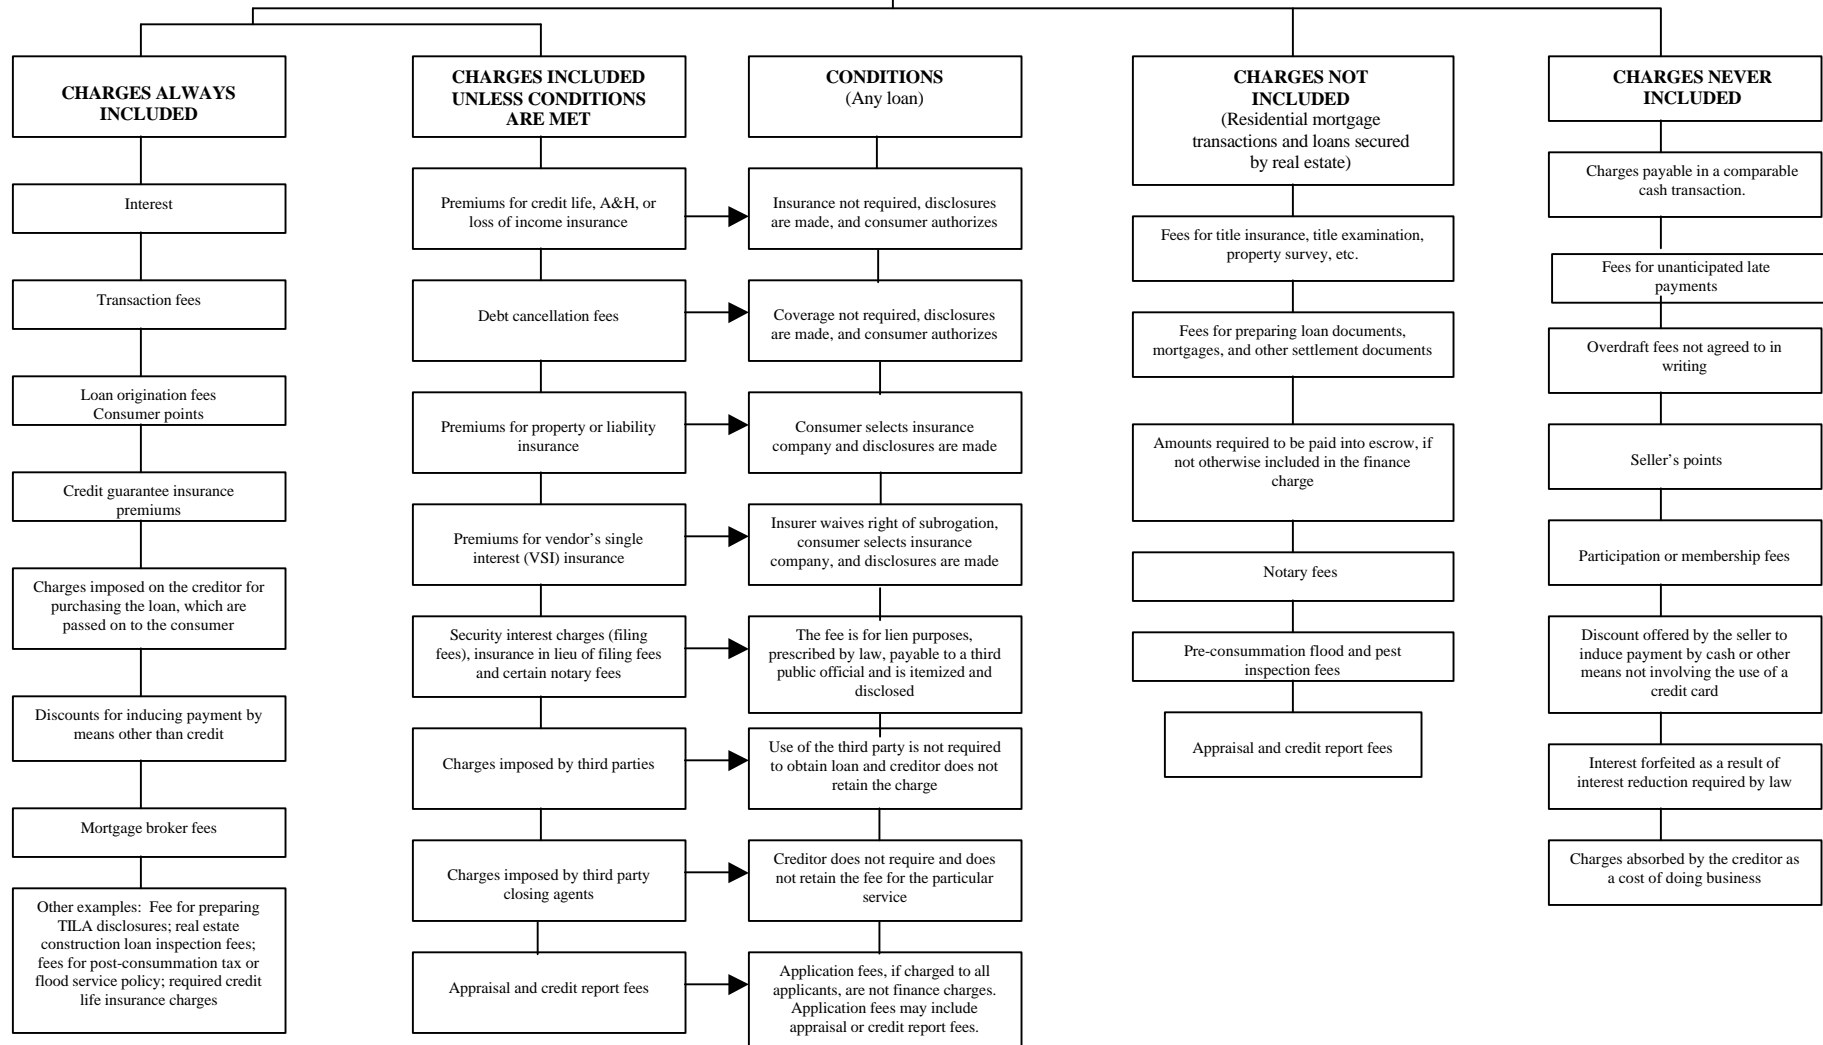 CHARGES ALWAYS
INCLUDED
Interest
Transaction fees
Loan origination fees
Consumer points
Credit guarantee insurance
premiums
Charges imposed on the creditor for
purchasing the loan, which are
passed on to the consumer
Discounts for inducing payment by
means other than credit
Mortgage broker fees
Other examples: Fee for preparing
TILA disclosures; real estate
construction loan inspection fees;
fees for post-consummation tax or
flood service policy; required credit
life insurance charges
CHARGES INCLUDED
UNLESS CONDITIONS
ARE MET
Premiums for credit life, A&H, or
loss of income insurance
Debt cancellation fees
Premiums for property or liability
insurance
Premiums for vendor’s single
interest (VSI) insurance
Security interest charges (filing
fees), insurance in lieu of filing fees
and certain notary fees
Charges imposed by third parties
Charges imposed by third party
closing agents
Appraisal and credit report fees
CONDITIONS
(Any loan)
Insurance not required, disclosures
are made, and consumer authorizes
Coverage not required, disclosures
are made, and consumer authorizes
Consumer selects insurance
company and disclosures are made
Insurer waives right of subrogation,
consumer selects insurance
company, and disclosures are made
The fee is for lien purposes,
prescribed by law, payable to a third
public official and is itemized and
disclosed
Use of the third party is not required
to obtain loan and creditor does not
retain the charge
Creditor does not require and does
not retain the fee for the particular
service
Application fees, if charged to all
applicants, are not finance charges.
Application fees may include
appraisal or credit report fees.
CHARGES NOT
INCLUDED
(Residential mortgage
transactions and loans secured
by real estate)
Fees for title insurance, title examination,
property survey, etc.
Fees for preparing loan documents,
mortgages, and other settlement documents
Amounts required to be paid into escrow, if
not otherwise included in the finance
charge
Notary fees
Pre-consummation flood and pest
inspection fees
Appraisal and credit report fees
CHARGES NEVER
INCLUDED
Charges payable in a comparable
cash transaction.
Fees for unanticipated late
payments
Overdraft fees not agreed to in
writing
Seller’s points
Participation or membership fees
Discount offered by the seller to
induce payment by cash or other
means not involving the use of a
credit card
Interest forfeited as a result of
interest reduction required by law
Charges absorbed by the creditor as
a cost of doing business